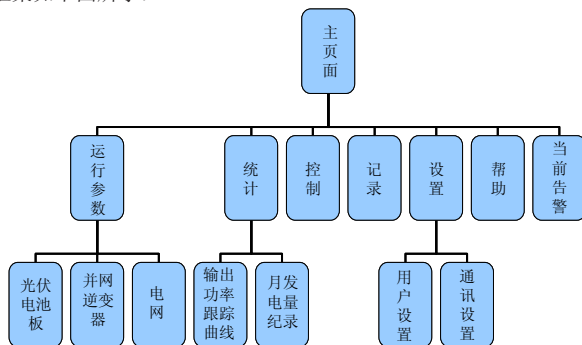 主页面
运行参数
统计
控制
记录
设置
帮助
当前告警
光伏
电池
板
并网
逆变
器
电网
输出
功率
跟踪
曲线
月发
电量
纪录
用户设置
通讯设置